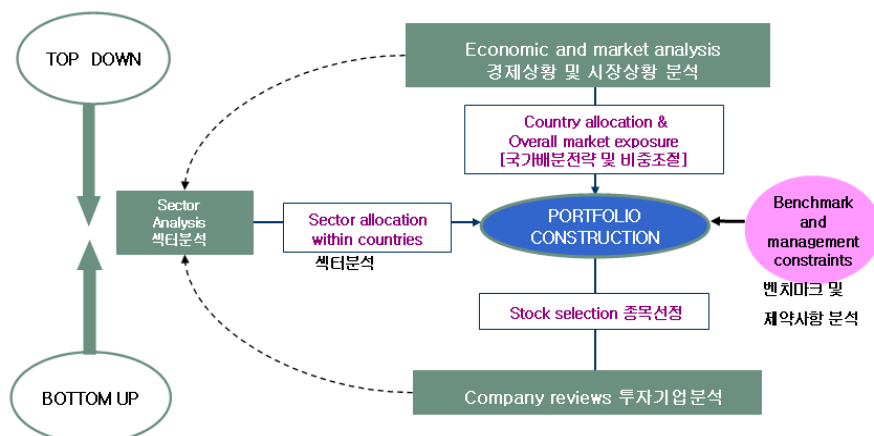 TOP DOWN
Economic and market analysis
경제상황 및 시장상황 분석
Country allocation &
Overall market exposure
[국가배분전략 및 비중조절]
Sector
Analysis
섹터분석
Sector allocation
within countries
섹터분석
PORTFOLIO
CONSTRUCTION
Benchmark
and
management
constraints
벤치마크 및
제약사항 분석
Stock selection 종목선정
BOTTOM UP
Company reviews 투자기업분석